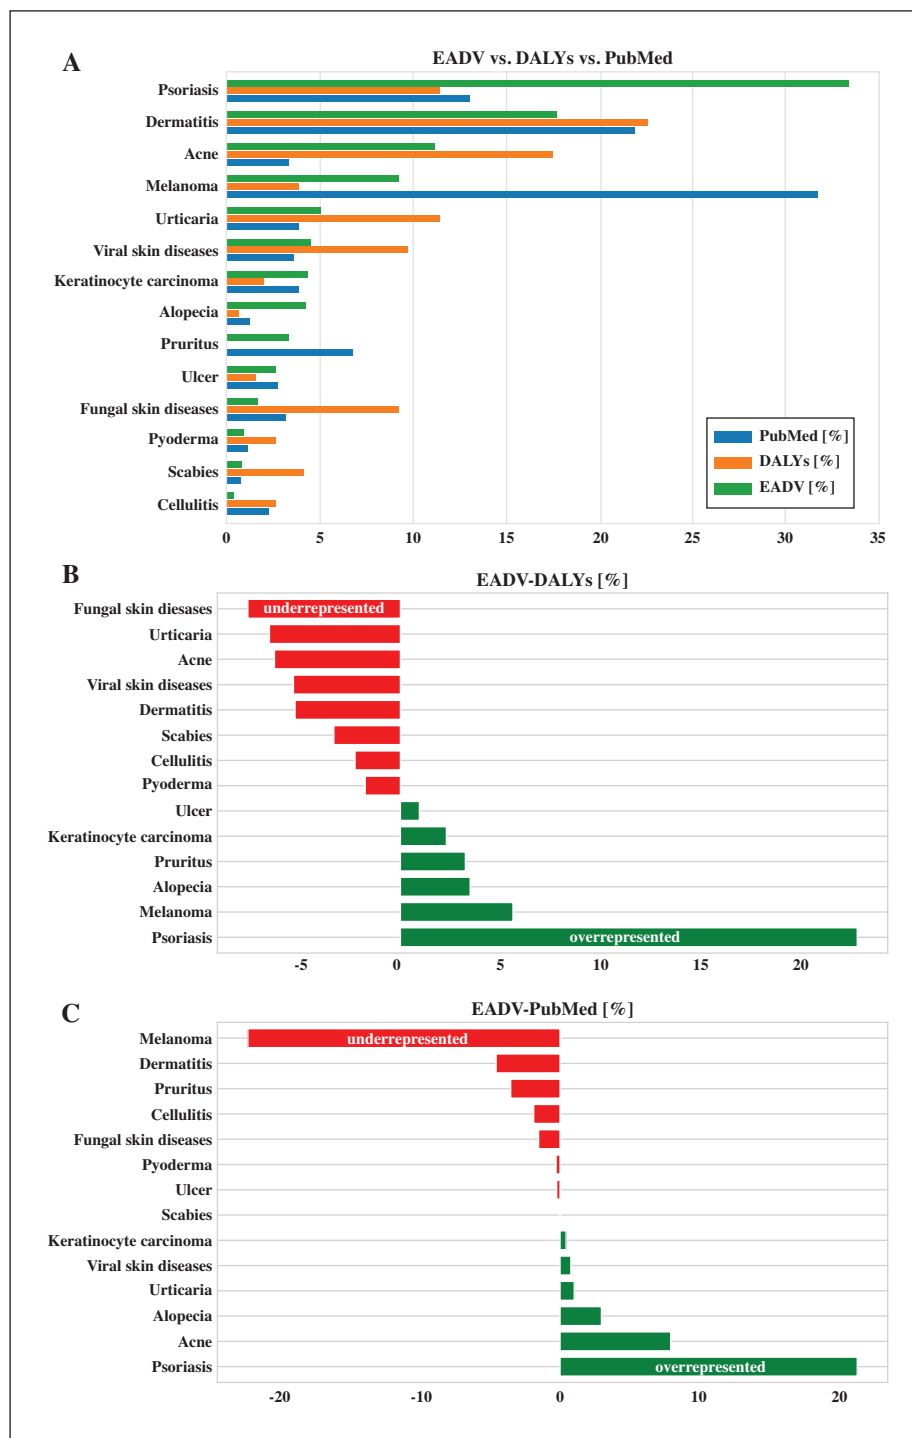 A
EADV vs. DALYs vs. PubMed
Psoriasis
Dermatitis
Acne
Melanoma
Urticaria
Viral skin diseases
Keratinocyte carcinoma
Alopecia
Pruritus
Ulcer
Fungal skin diseases
Pyoderma
Scabies
Cellulitis
PubMed [%]
DALYs [%]
EADV [%]
0 5 10 15 20 25 30 35
B
EADV-DALYs [%]
Fungal skin dieseases underrepresented
Urticaria
Acne
Viral skin diseases
Dermatitis
Scabies
Cellulitis
Pyoderma
Ulcer
Keratinocyte carcinoma
Pruritus
Alopecia
Melanoma
Psoriasis overrepresented
-5 0 5 10 15 20
C
EADV-PubMed [%]
Melanoma underrepresented
Dermatitis
Pruritus
Cellulitis
Fungal skin diseases
Pyoderma
Ulcer
Scabies
Keratinocyte carcinoma
Viral skin diseases
Urticaria
Alopecia
Acne
Psoriasis overrepresented
-20 -10 0 10 20